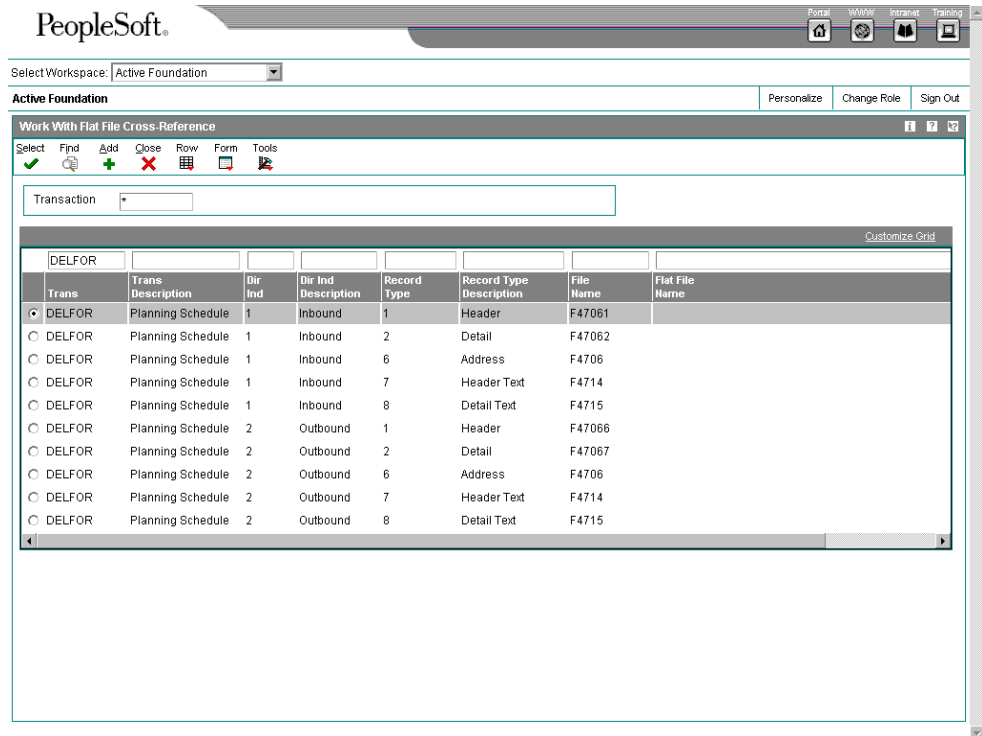 PeopleSoft®
Portal WWW Intranet Training
Select Workspace: Active Foundation
Active Foundation Personalize Change Role Sign Out
Work With Flat File Cross-Reference i ? ?
Select Find Add Close Row Form Tools
Transaction *
Customize Grid
DELFOR
Trans Trans Description Dir Ind Dir Ind Description Record Type Record Type Description File Name Flat File Name
DELFOR Planning Schedule 1 Inbound 1 Header F47061
DELFOR Planning Schedule 1 Inbound 2 Detail F47062
DELFOR Planning Schedule 1 Inbound 6 Address F4706
DELFOR Planning Schedule 1 Inbound 7 Header Text F4714
DELFOR Planning Schedule 1 Inbound 8 Detail Text F4715
DELFOR Planning Schedule 2 Outbound 1 Header F47066
DELFOR Planning Schedule 2 Outbound 2 Detail F47067
DELFOR Planning Schedule 2 Outbound 6 Address F4706
DELFOR Planning Schedule 2 Outbound 7 Header Text F4714
DELFOR Planning Schedule 2 Outbound 8 Detail Text F4715